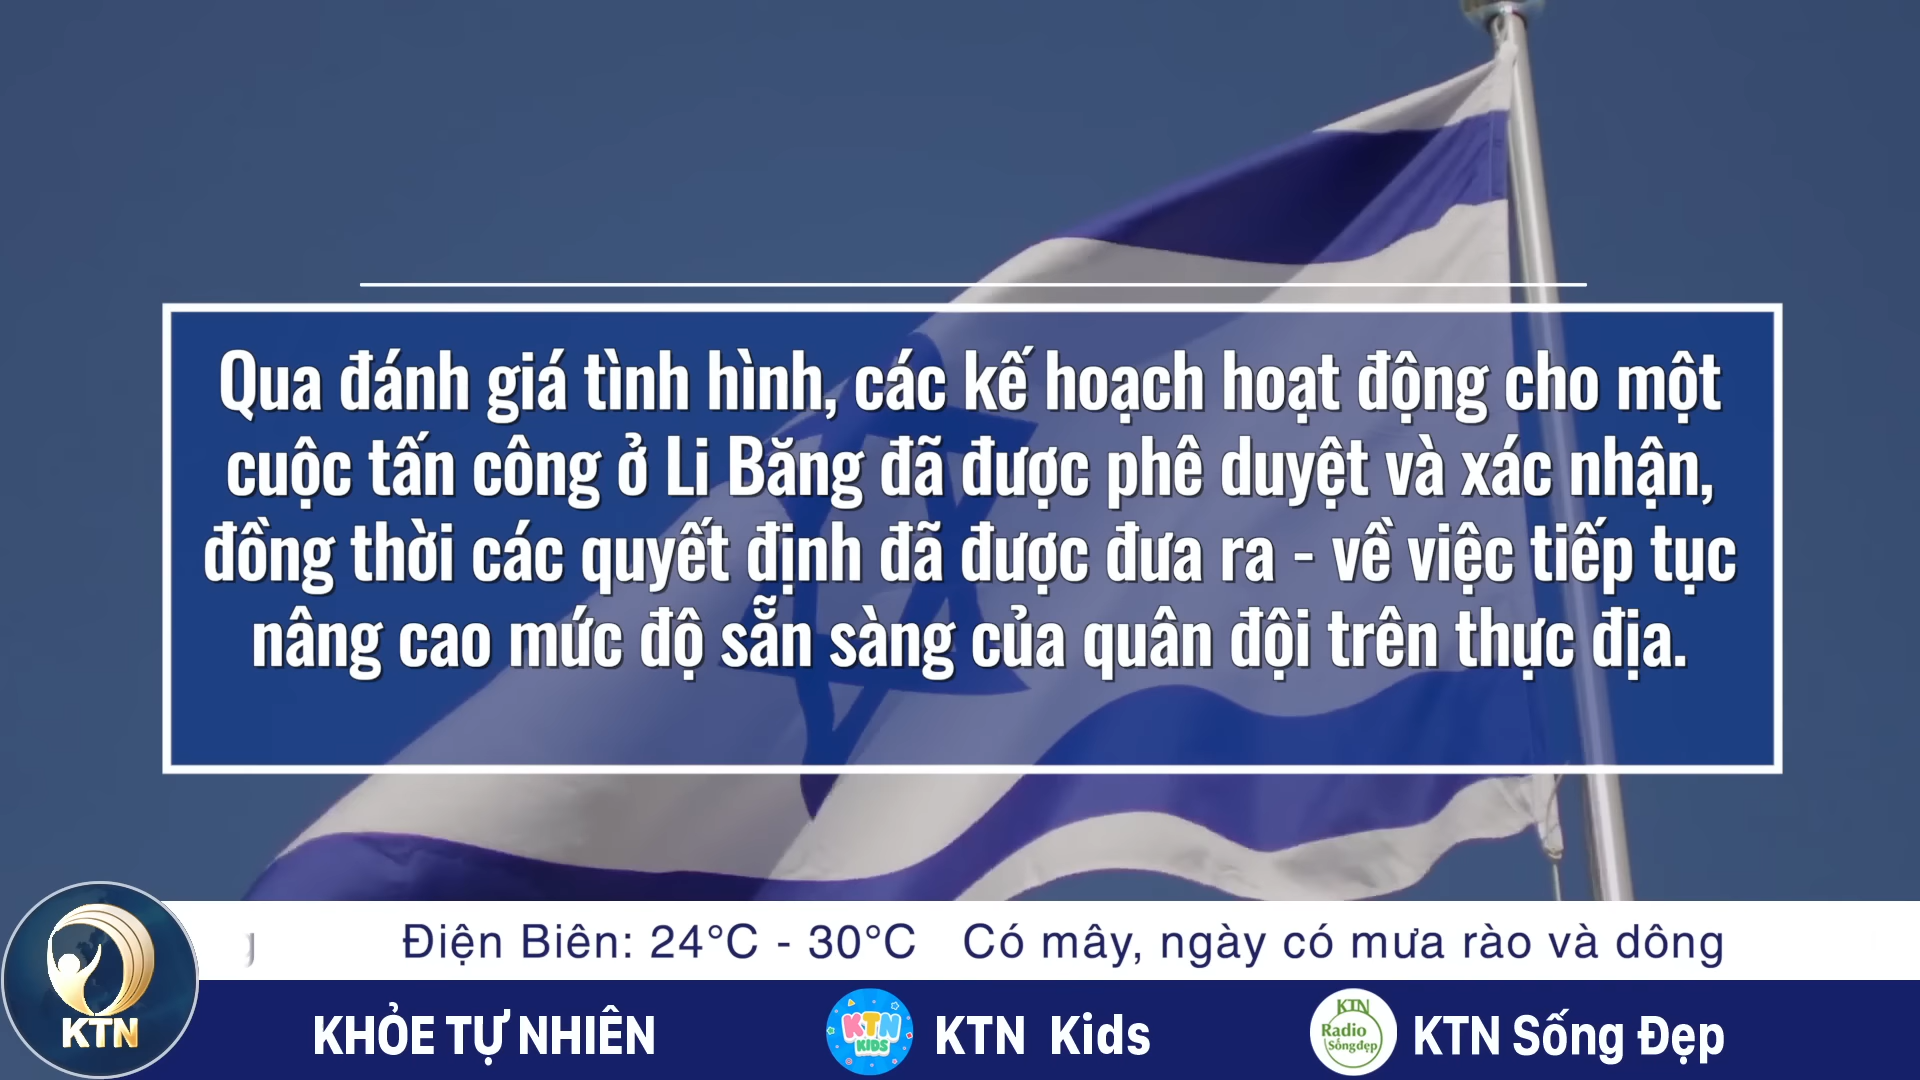 Qua đánh giá tình hình, các kế hoạch hoạt động cho một
cuộc tấn công ở Li Băng đã được phê duyệt và xác nhận,
đồng thời các quyết định đã được đưa ra - về việc tiếp tục
nâng cao mức độ sẵn sàng của quân đội trên thực địa.
g Điện Biên: 24°C - 30°C Có mây, ngày có mưa rào và dông
KTN
KHỎE TỰ NHIÊN
KTN KIDS
KTN Kids
KTN
Radio
Sống đẹp
KTN Sống Đẹp